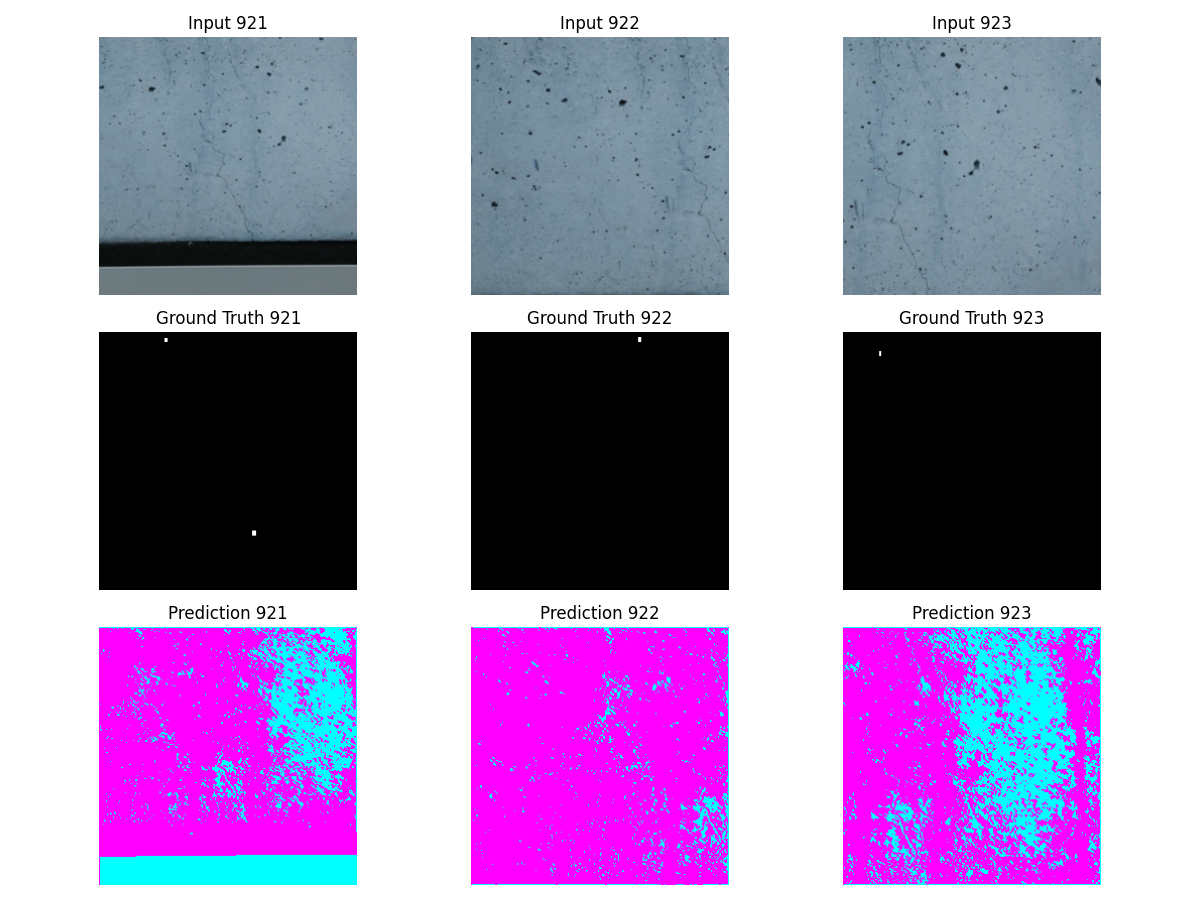 Input 921
Input 922
Input 923
Ground Truth 921
Ground Truth 922
Ground Truth 923
Prediction 921
Prediction 922
Prediction 923